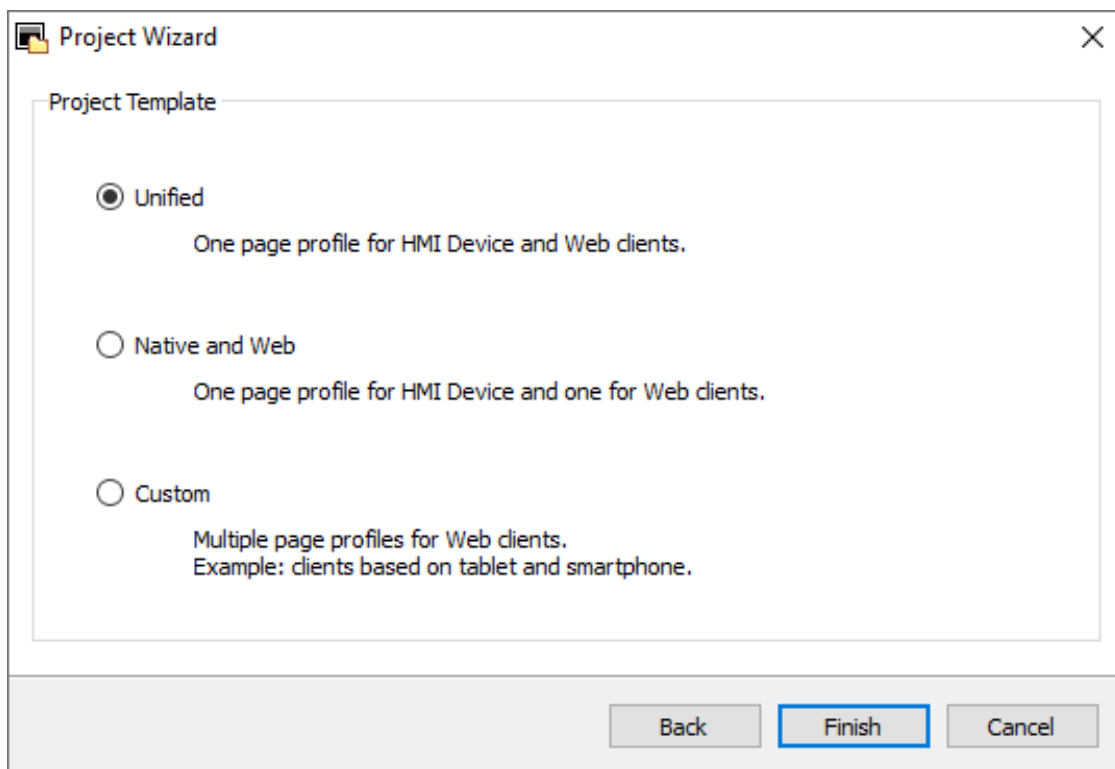 Project Wizard
Project Template
Unified
One page profile for HMI Device and Web clients.
Native and Web
One page profile for HMI Device and one for Web clients.
Custom
Multiple page profiles for Web clients.
Example: clients based on tablet and smartphone.
Back Finish Cancel